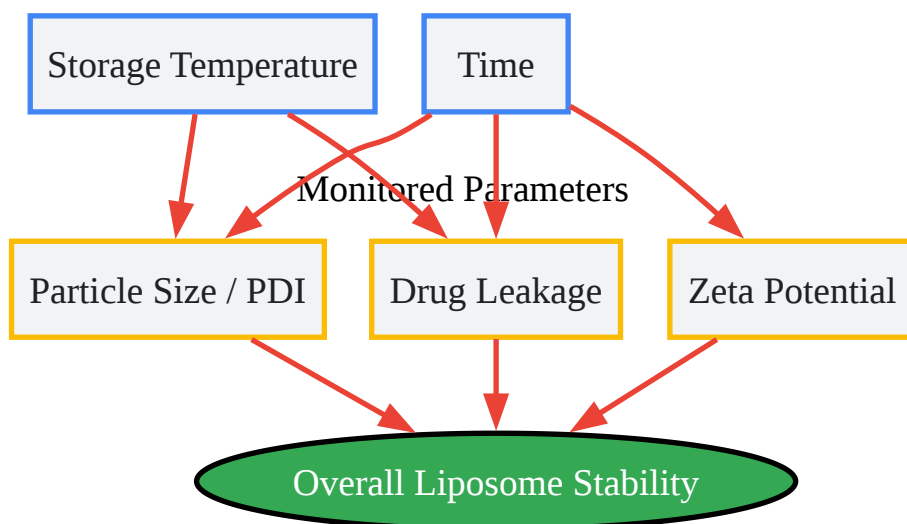 Storage Temperature
Time
Monitored Parameters
Particle Size / PDI
Drug Leakage
Zeta Potential
Overall Liposome Stability